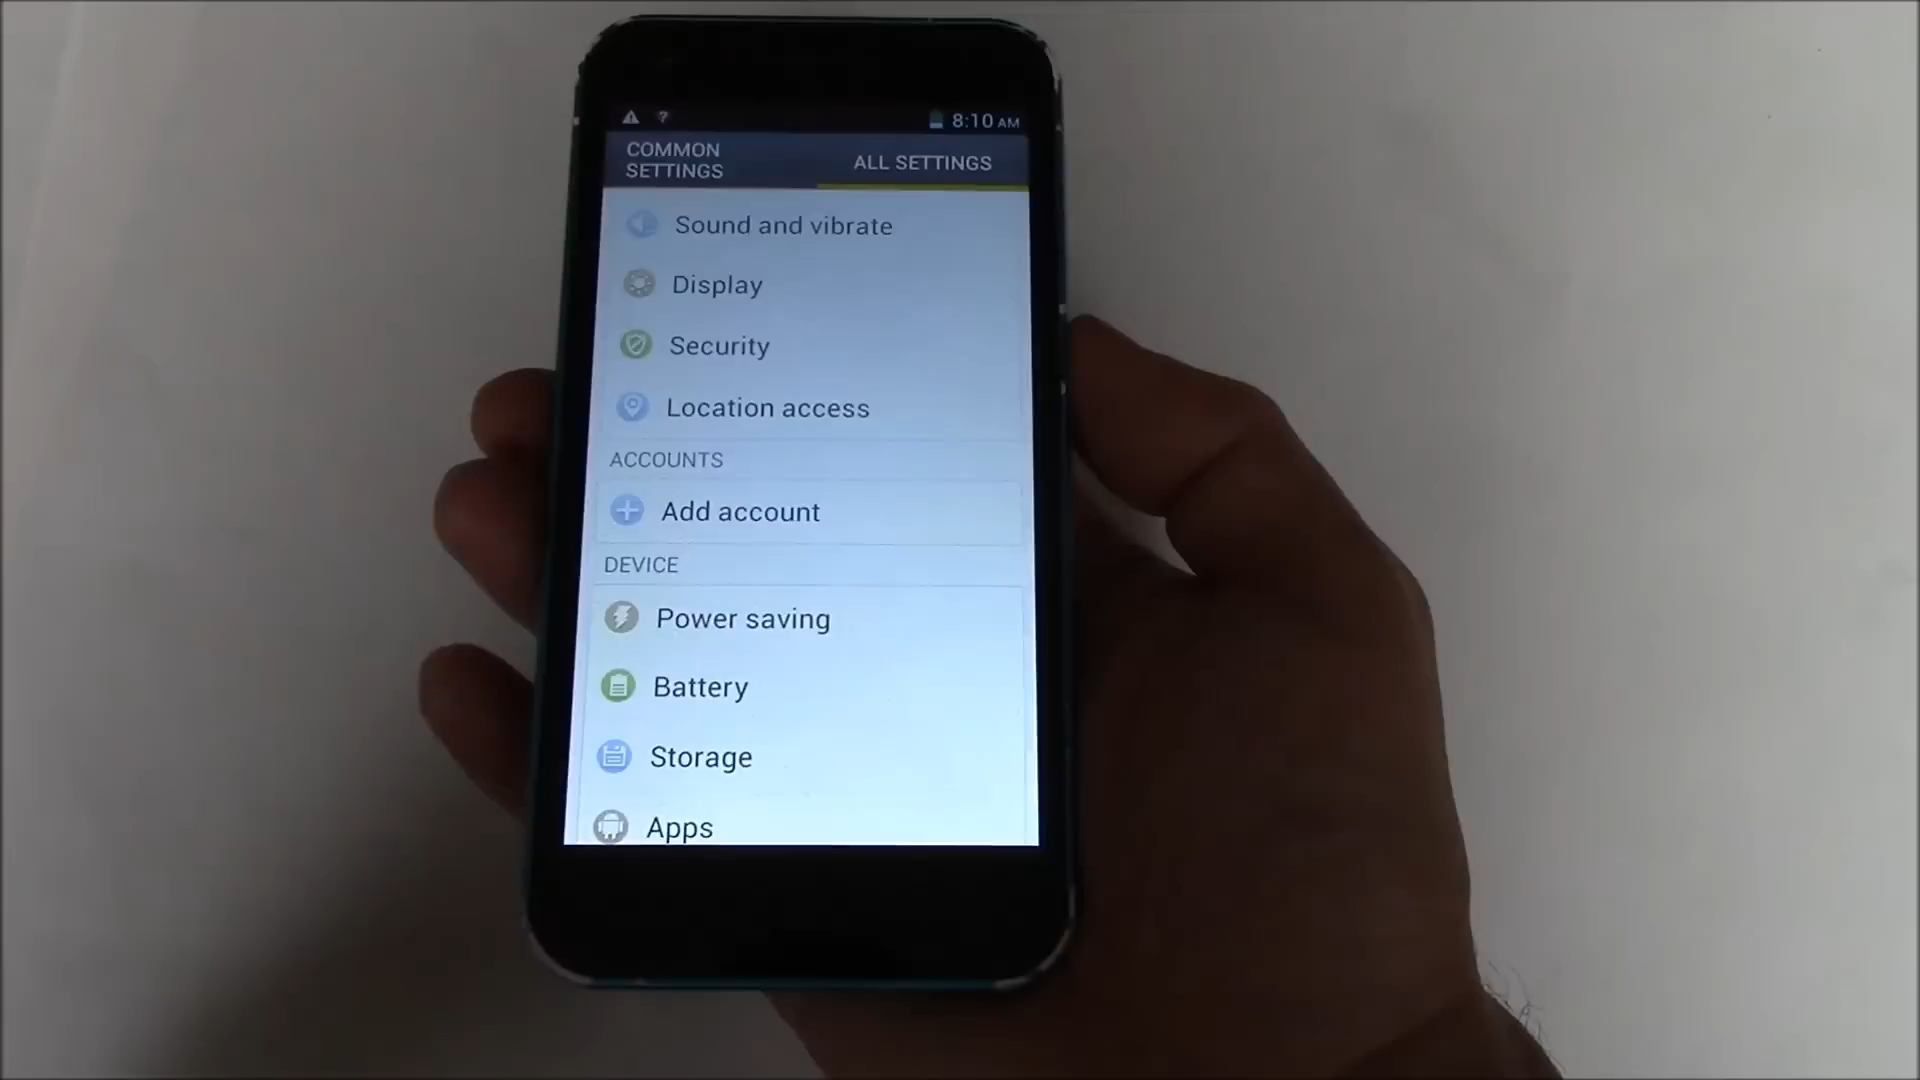 8:10 AM
COMMON
SETTINGS
ALL SETTINGS
Sound and vibrate
Display
Security
Location access
ACCOUNTS
Add account
DEVICE
Power saving
Battery
Storage
Apps